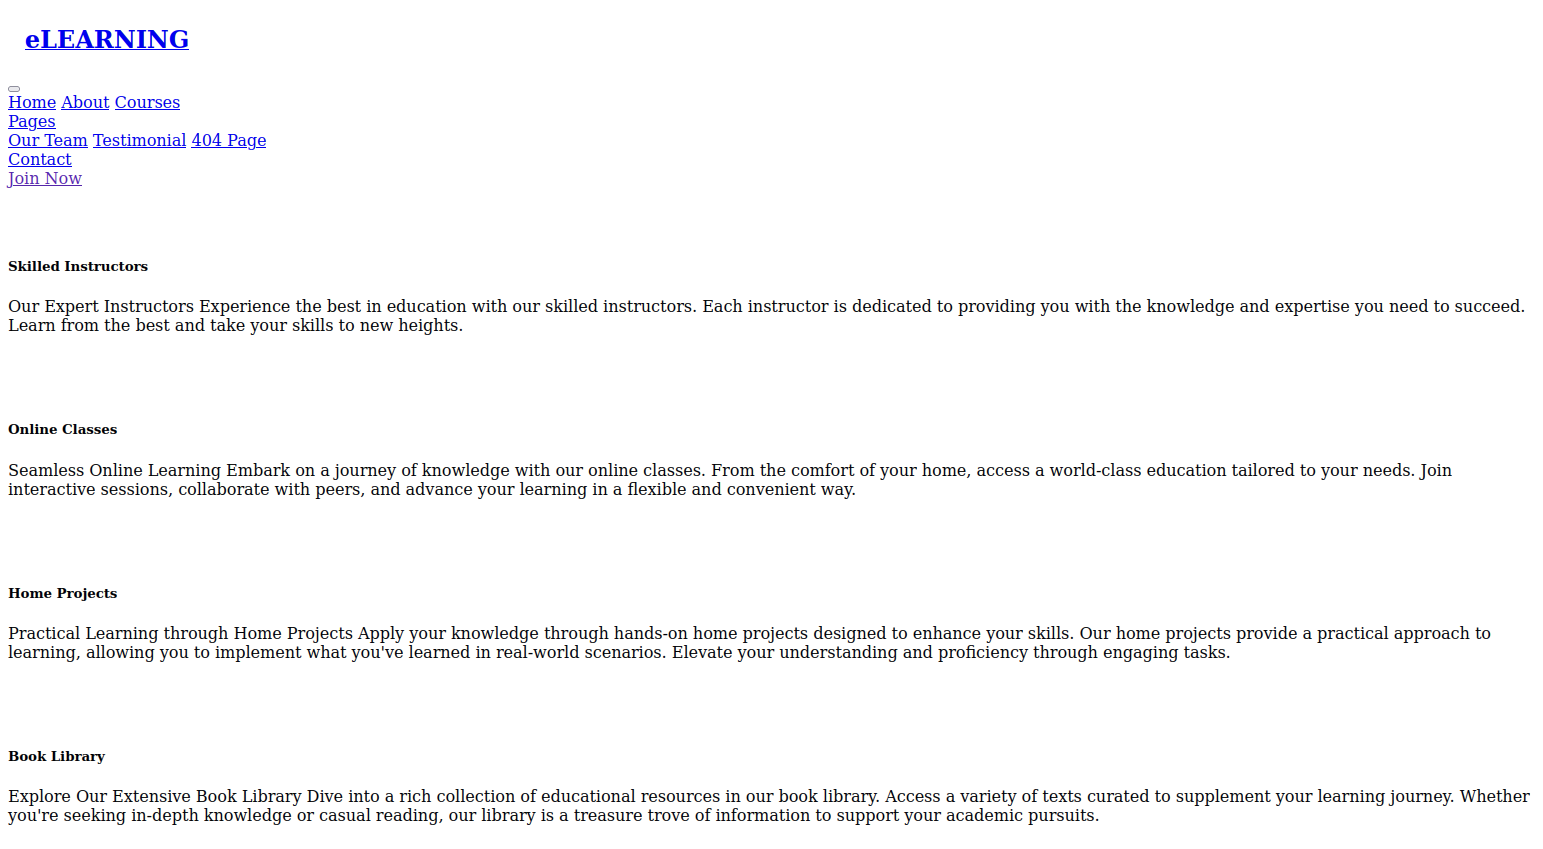 eLEARNING
Home About Courses
Pages
Our Team Testimonial 404 Page
Contact
Join Now
Skilled Instructors
Our Expert Instructors Experience the best in education with our skilled instructors. Each instructor is dedicated to providing you with the knowledge and expertise you need to succeed.
Learn from the best and take your skills to new heights.
Online Classes
Seamless Online Learning Embark on a journey of knowledge with our online classes. From the comfort of your home, access a world-class education tailored to your needs. Join
interactive sessions, collaborate with peers, and advance your learning in a flexible and convenient way.
Home Projects
Practical Learning through Home Projects Apply your knowledge through hands-on home projects designed to enhance your skills. Our home projects provide a practical approach to
learning, allowing you to implement what you've learned in real-world scenarios. Elevate your understanding and proficiency through engaging tasks.
Book Library
Explore Our Extensive Book Library Dive into a rich collection of educational resources in our book library. Access a variety of texts curated to supplement your learning journey. Whether
you're seeking in-depth knowledge or casual reading, our library is a treasure trove of information to support your academic pursuits.